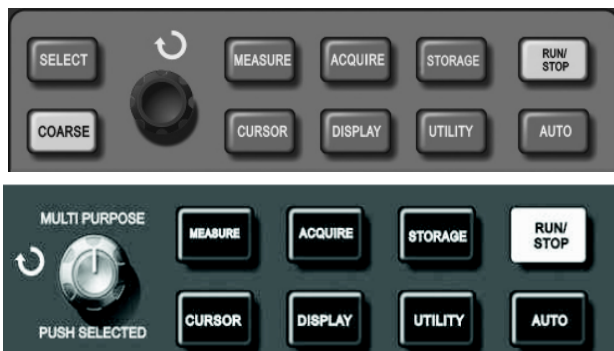 SELECT
MEASURE
ACQUIRE
STORAGE
RUN/
STOP
COARSE
CURSOR
DISPLAY
UTILITY
AUTO
MULTI PURPOSE
PUSH SELECTED
MEASURE
ACQUIRE
STORAGE
RUN/
STOP
CURSOR
DISPLAY
UTILITY
AUTO